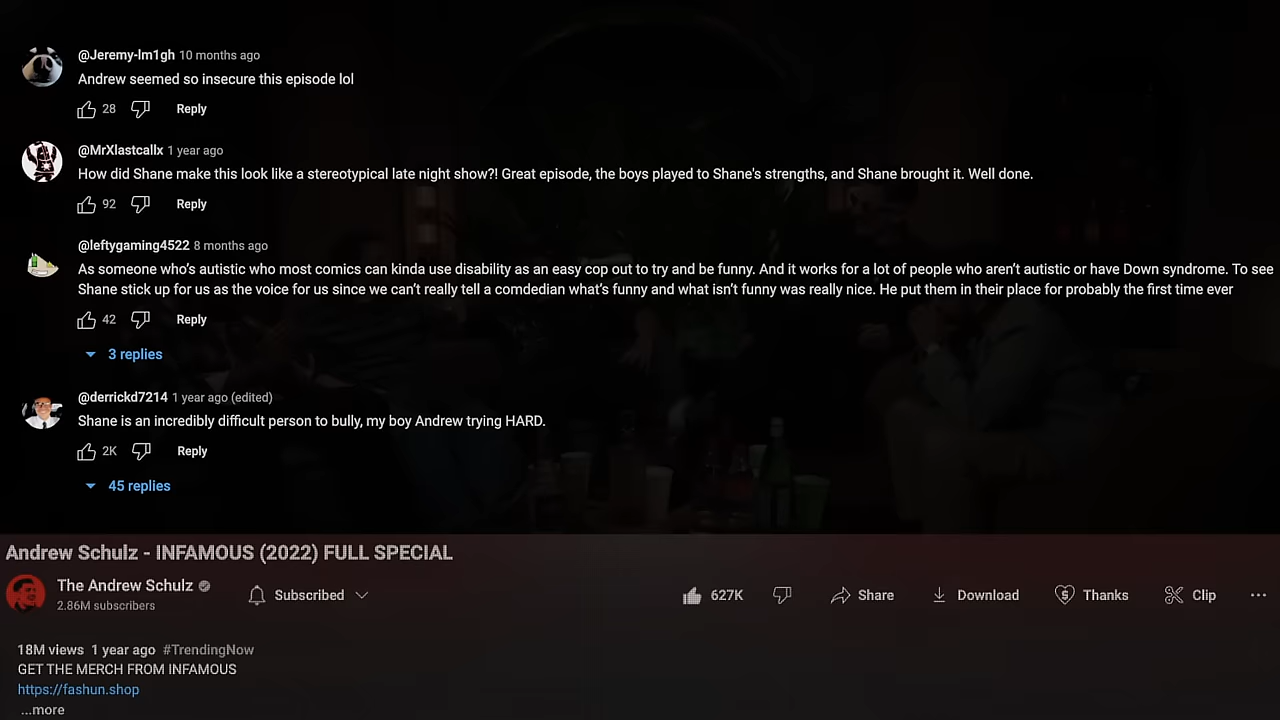 @Jeremy-lm1gh 10 months ago
Andrew seemed so insecure this episode lol
28 Reply
@MrXlastcallx 1 year ago
How did Shane make this look like a stereotypical late night show?! Great episode, the boys played to Shane's strengths, and Shane brought it. Well done.
92 Reply
@leftygaming4522 8 months ago
As someone who’s autistic who most comics can kinda use disability as an easy cop out to try and be funny. And it works for a lot of people who aren’t autistic or have Down syndrome. To see
Shane stick up for us as the voice for us since we can’t really tell a comdedian what’s funny and what isn’t funny was really nice. He put them in their place for probably the first time ever
42 Reply
3 replies
@derrickd7214 1 year ago (edited)
Shane is an incredibly difficult person to bully, my boy Andrew trying HARD.
2K Reply
45 replies
Andrew Schulz - INFAMOUS (2022) FULL SPECIAL
The Andrew Schulz
2.86M subscribers
Subscribed
627K Share Download Thanks Clip
18M views 1 year ago #TrendingNow
GET THE MERCH FROM INFAMOUS
https://fashun.shop
...more